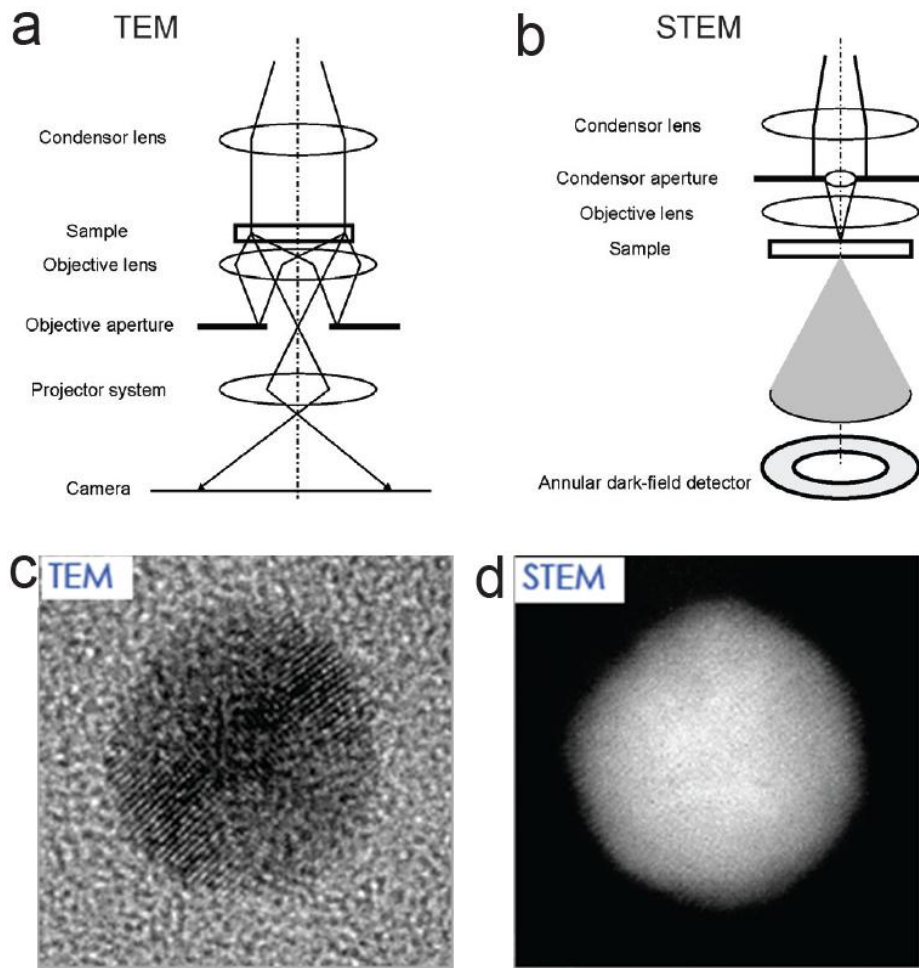 a
TEM
Condensor lens
Sample
Objective lens
Objective aperture
Projector system
Camera
b
STEM
Condensor lens
Condensor aperture
Objective lens
Sample
Annular dark-field detector
c
TEM
d
STEM